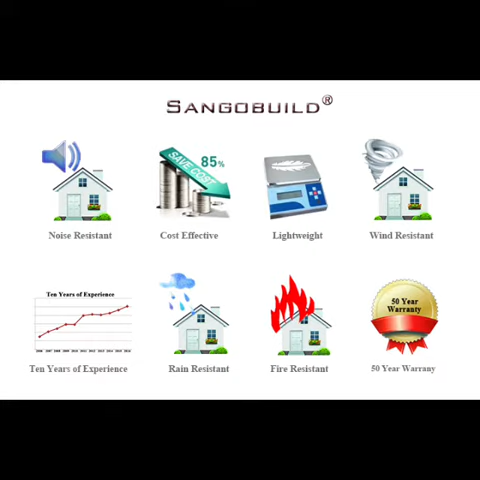 SANGOBUILD®
SAVE COST
85%
Noise Resistant
Cost Effective
Lightweight
Wind Resistant
Ten Years of Experience
50 Year
Warranty
Ten Years of Experience
Rain Resistant
Fire Resistant
50 Year Warrany